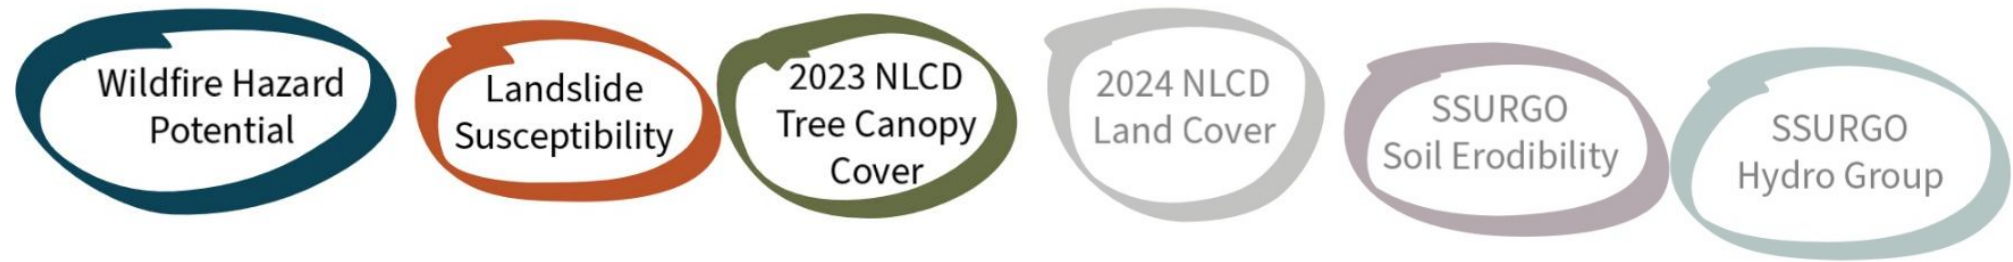 Wildfire Hazard
Potential
Landslide
Susceptibility
2023 NLCD
Tree Canopy
Cover
2024 NLCD
Land Cover
SSURGO
Soil Erodibility
SSURGO
Hydro Group